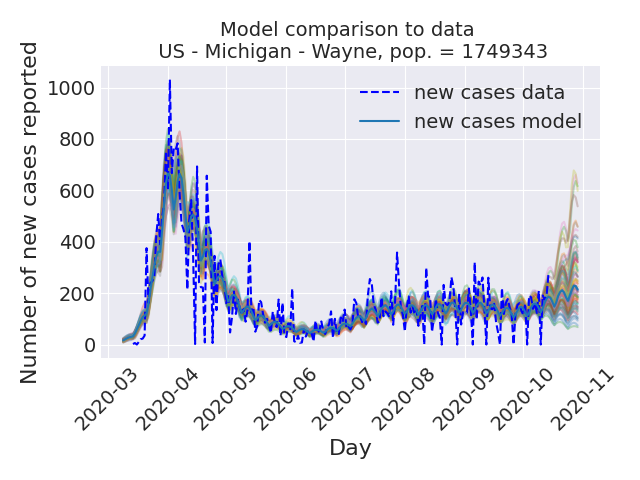 Model comparison to data
US - Michigan - Wayne, pop. = 1749343
Number of new cases reported
1000
800
600
400
200
0
new cases data
new cases model
2020-03
2020-04
2020-05
2020-06
2020-07
2020-08
2020-09
2020-10
2020-11
Day